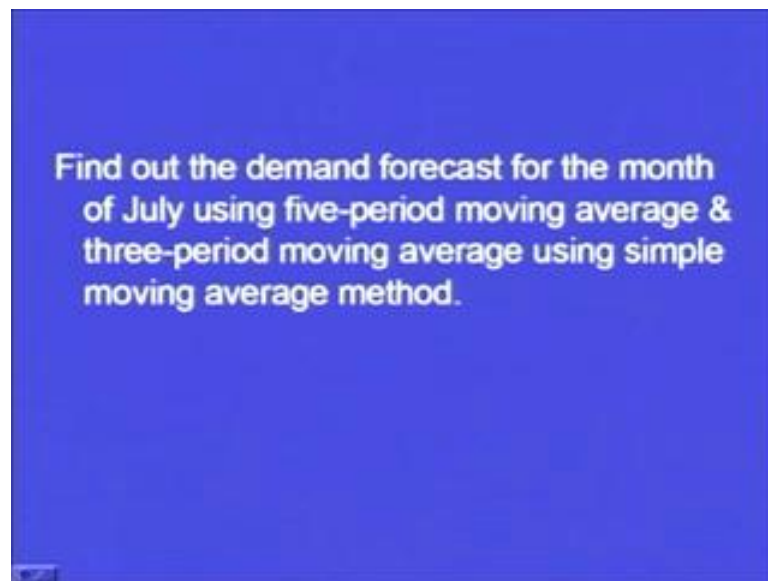 Find out the demand forecast for the month
of July using five-period moving average &
three-period moving average using simple
moving average method.